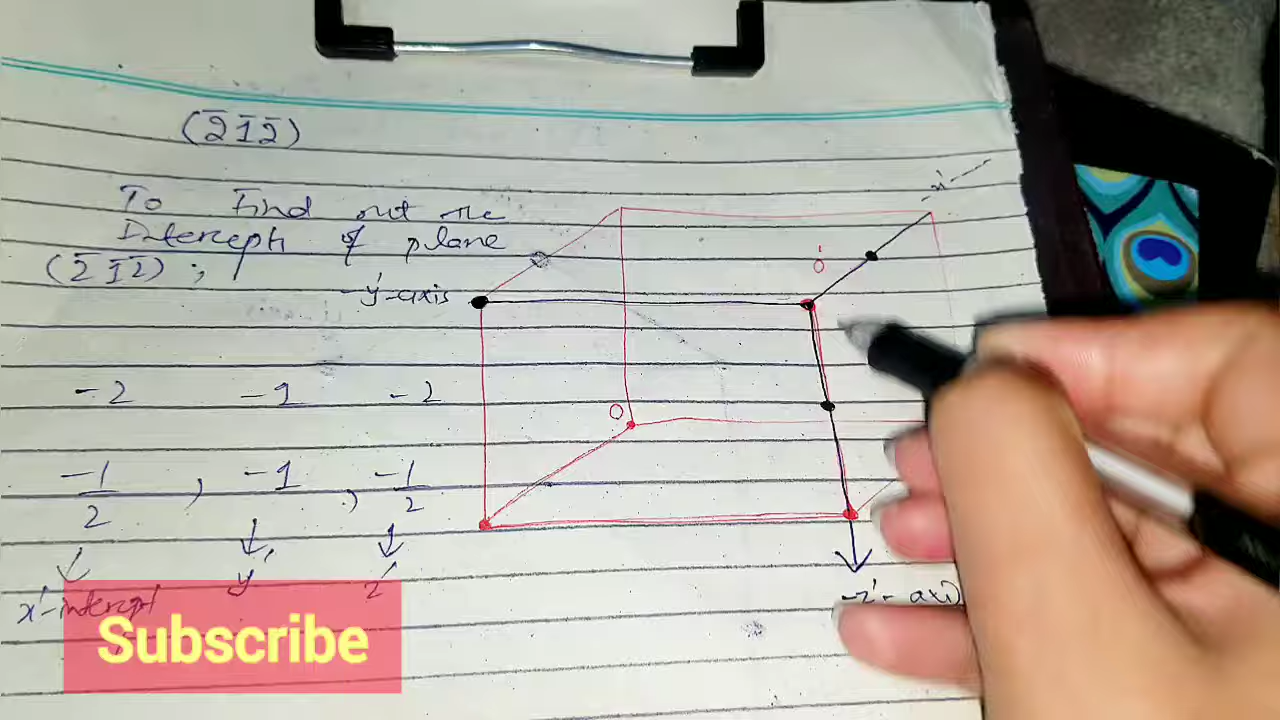 (2̅ 1̅ 2̅)
To Find out the
Intercept of plane
(2̅ 1̅ 2̅) ;
-y'-axis
x'
o'
O
-2 -1 -2
-1/2 , -1 , -1/2
x'-intercept y' z'
-z'-axis
Subscribe